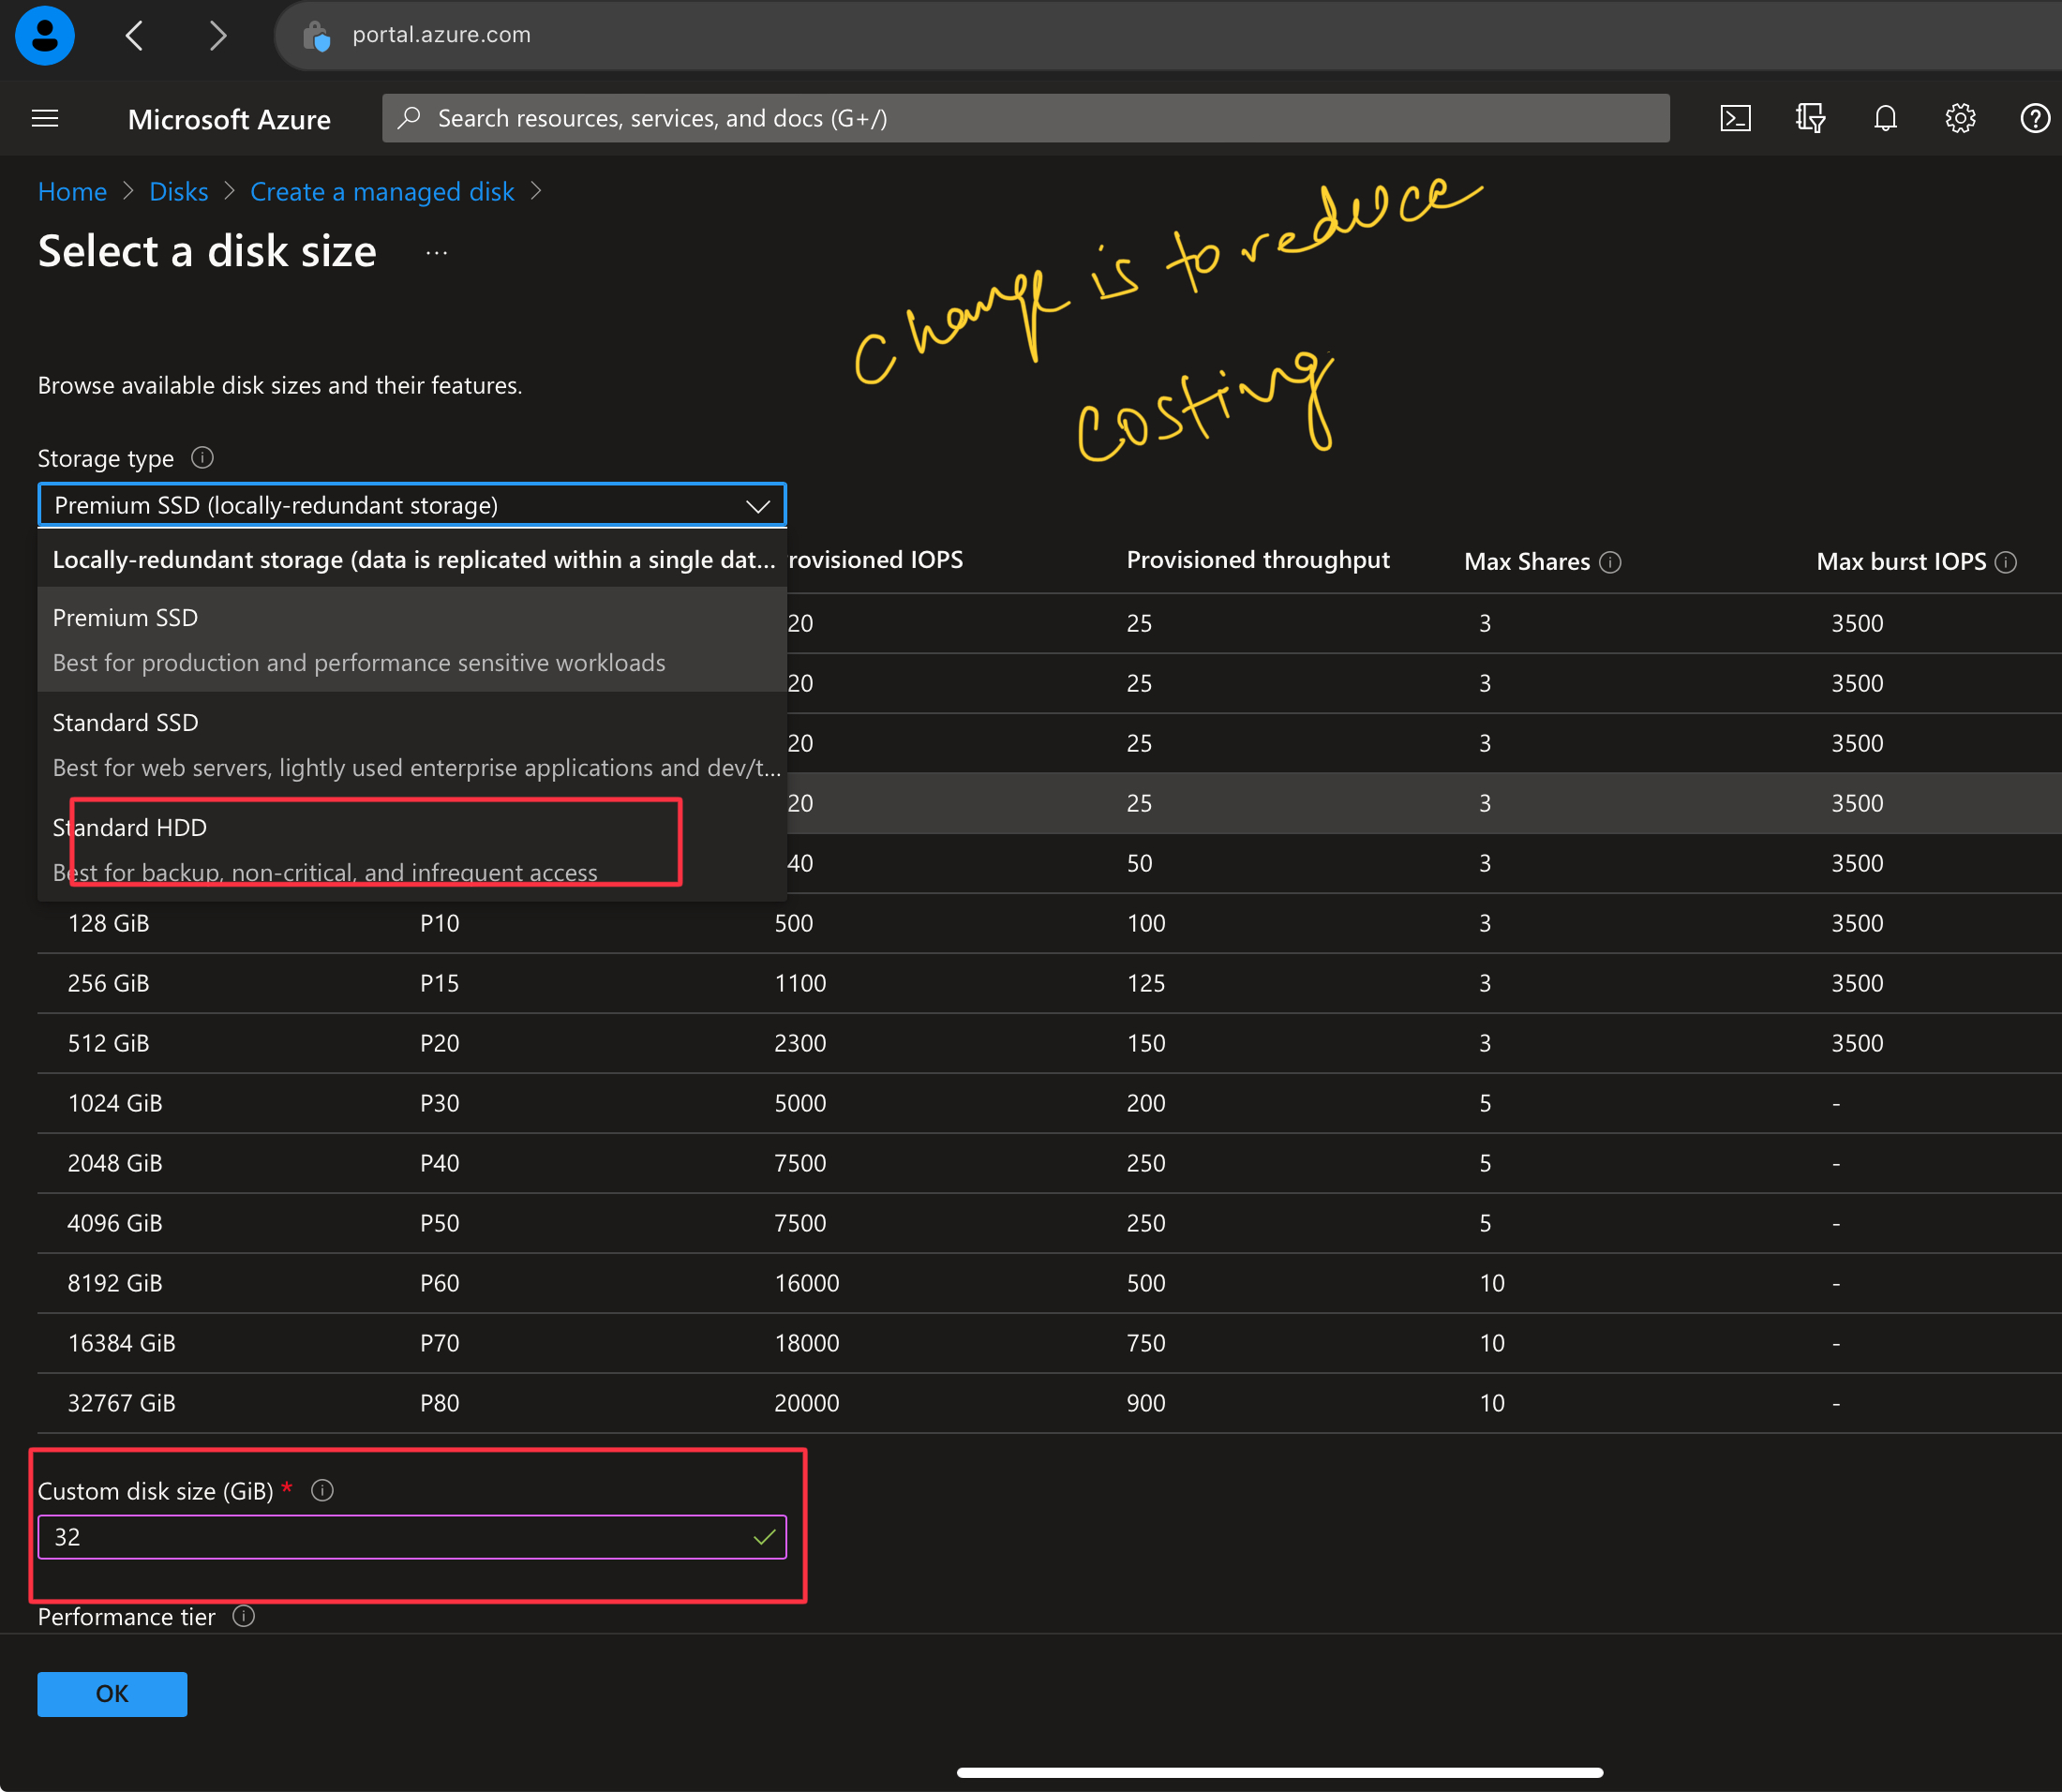 portal.azure.com
Microsoft Azure
Search resources, services, and docs (G+/)
Home > Disks > Create a managed disk >
Select a disk size ...
Change is to reduce
costing
Browse available disk sizes and their features.
Storage type
Premium SSD (locally-redundant storage)
Locally-redundant storage (data is replicated within a single dat...
Premium SSD
Best for production and performance sensitive workloads
Standard SSD
Best for web servers, lightly used enterprise applications and dev/t...
Standard HDD
Best for backup, non-critical, and infrequent access
rovisioned IOPS Provisioned throughput Max Shares Max burst IOPS
20 25 3 3500
20 25 3 3500
20 25 3 3500
20 25 3 3500
40 50 3 3500
128 GiB P10 500 100 3 3500
256 GiB P15 1100 125 3 3500
512 GiB P20 2300 150 3 3500
1024 GiB P30 5000 200 5 -
2048 GiB P40 7500 250 5 -
4096 GiB P50 7500 250 5 -
8192 GiB P60 16000 500 10 -
16384 GiB P70 18000 750 10 -
32767 GiB P80 20000 900 10 -
Custom disk size (GiB) *
32
Performance tier
OK